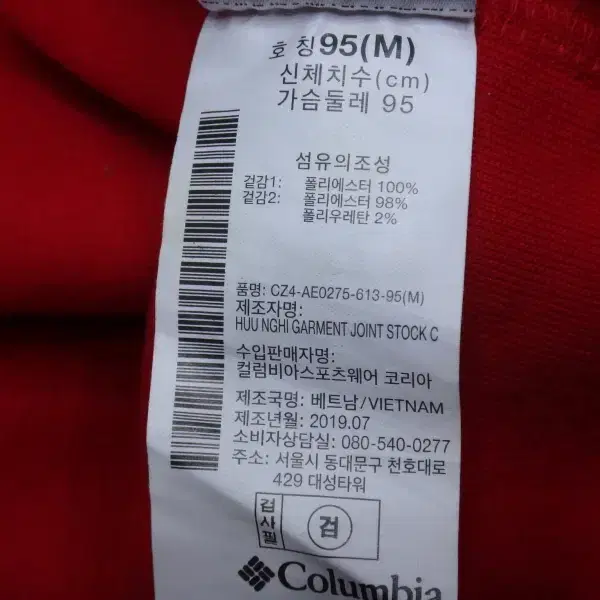 호 칭 95(M)
신체치수(cm)
가슴둘레 95
섬유의조성
겉감1: 폴리에스터 100%
겉감2: 폴리에스터 98%
폴리우레탄 2%
품명: CZ4-AE0275-613-95(M)
제조자명:
HUU NGHI GARMENT JOINT STOCK C
수입판매자명:
컬럼비아스포츠웨어 코리아
제조국명: 베트남/VIETNAM
제조년월: 2019.07
소비자상담실: 080-540-0277
주소: 서울시 동대문구 천호대로
429 대성타워
검사필 검
Columbia